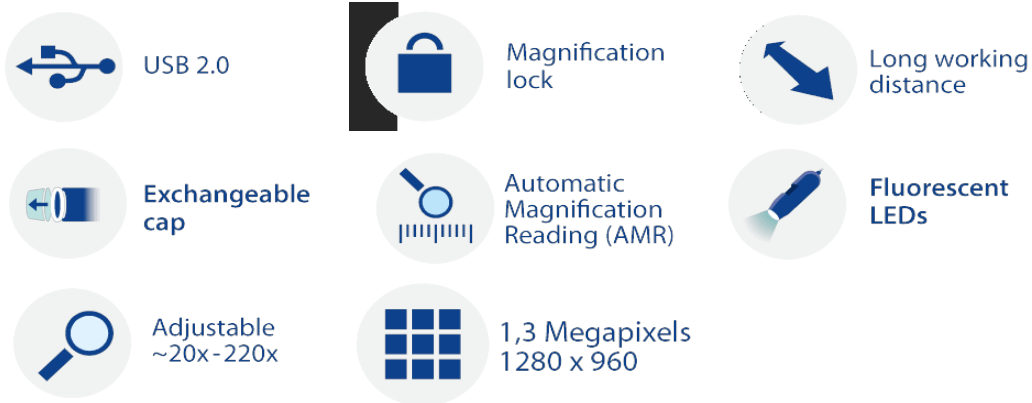 USB 2.0
Magnification
lock
Long working
distance
Exchangeable
cap
Automatic
Magnification
Reading (AMR)
Fluorescent
LEDs
Adjustable
~20x-220x
1,3 Megapixels
1280 x 960